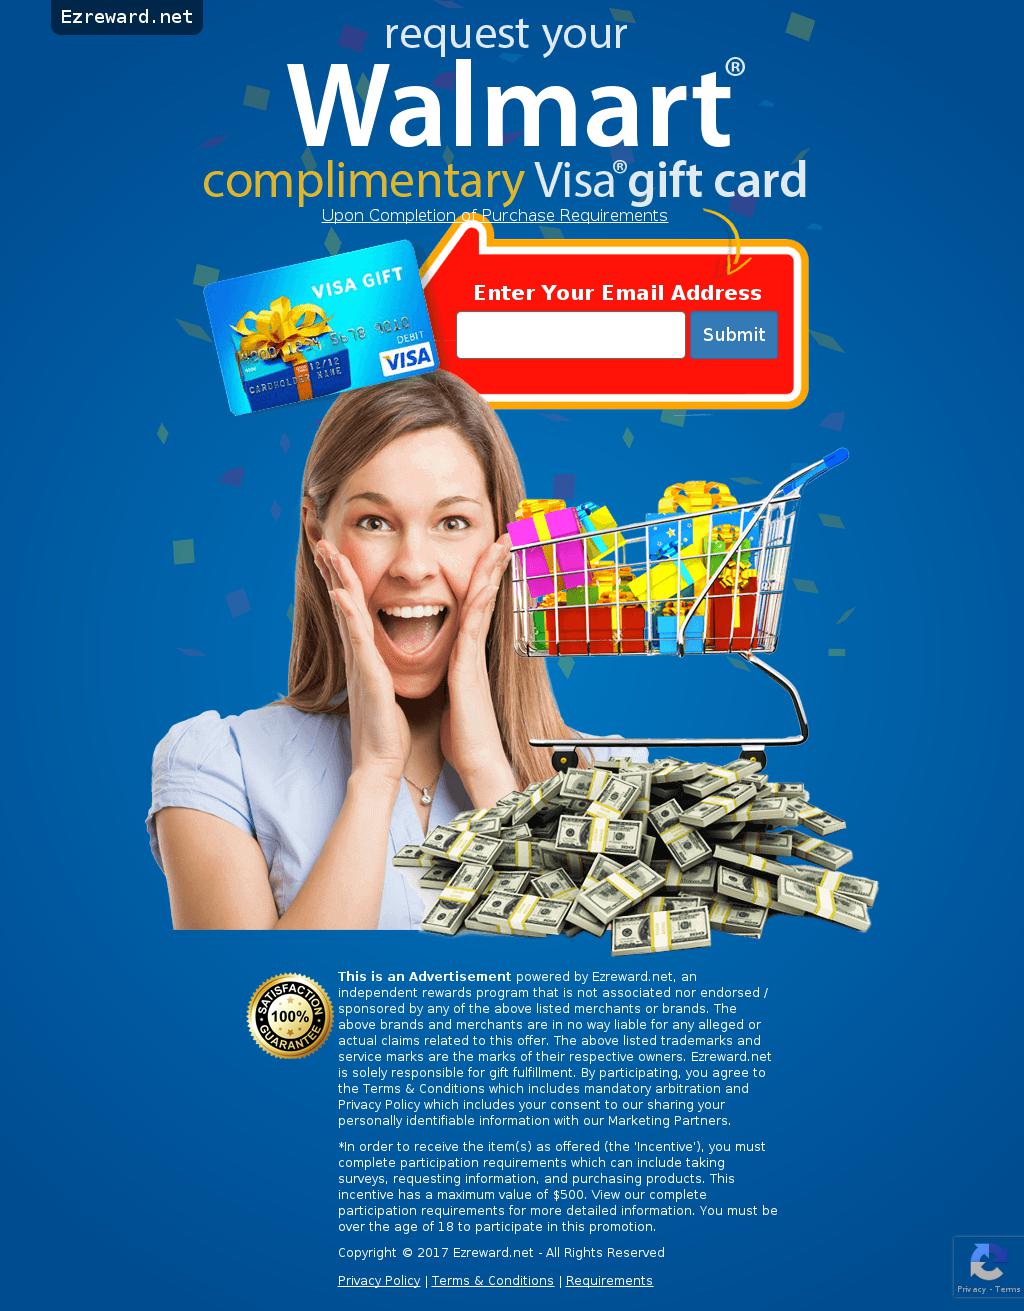 Ezreward.net
request your
Walmart®
complimentary Visa® gift card
Upon Completion of Purchase Requirements
VISA GIFT
4000 1234 5678 9010
DEBIT
12/12
VISA
CARDHOLDER NAME
Enter Your Email Address
Submit
SATISFACTION
100%
GUARANTEE
This is an Advertisement powered by Ezreward.net, an
independent rewards program that is not associated nor endorsed /
sponsored by any of the above listed merchants or brands. The
above brands and merchants are in no way liable for any alleged or
actual claims related to this offer. The above listed trademarks and
service marks are the marks of their respective owners. Ezreward.net
is solely responsible for gift fulfillment. By participating, you agree to
the Terms & Conditions which includes mandatory arbitration and
Privacy Policy which includes your consent to our sharing your
personally identifiable information with our Marketing Partners.
*In order to receive the item(s) as offered (the 'Incentive'), you must
complete participation requirements which can include taking
surveys, requesting information, and purchasing products. This
incentive has a maximum value of $500. View our complete
participation requirements for more detailed information. You must be
over the age of 18 to participate in this promotion.
Copyright © 2017 Ezreward.net - All Rights Reserved
Privacy Policy | Terms & Conditions | Requirements
Privacy - Terms